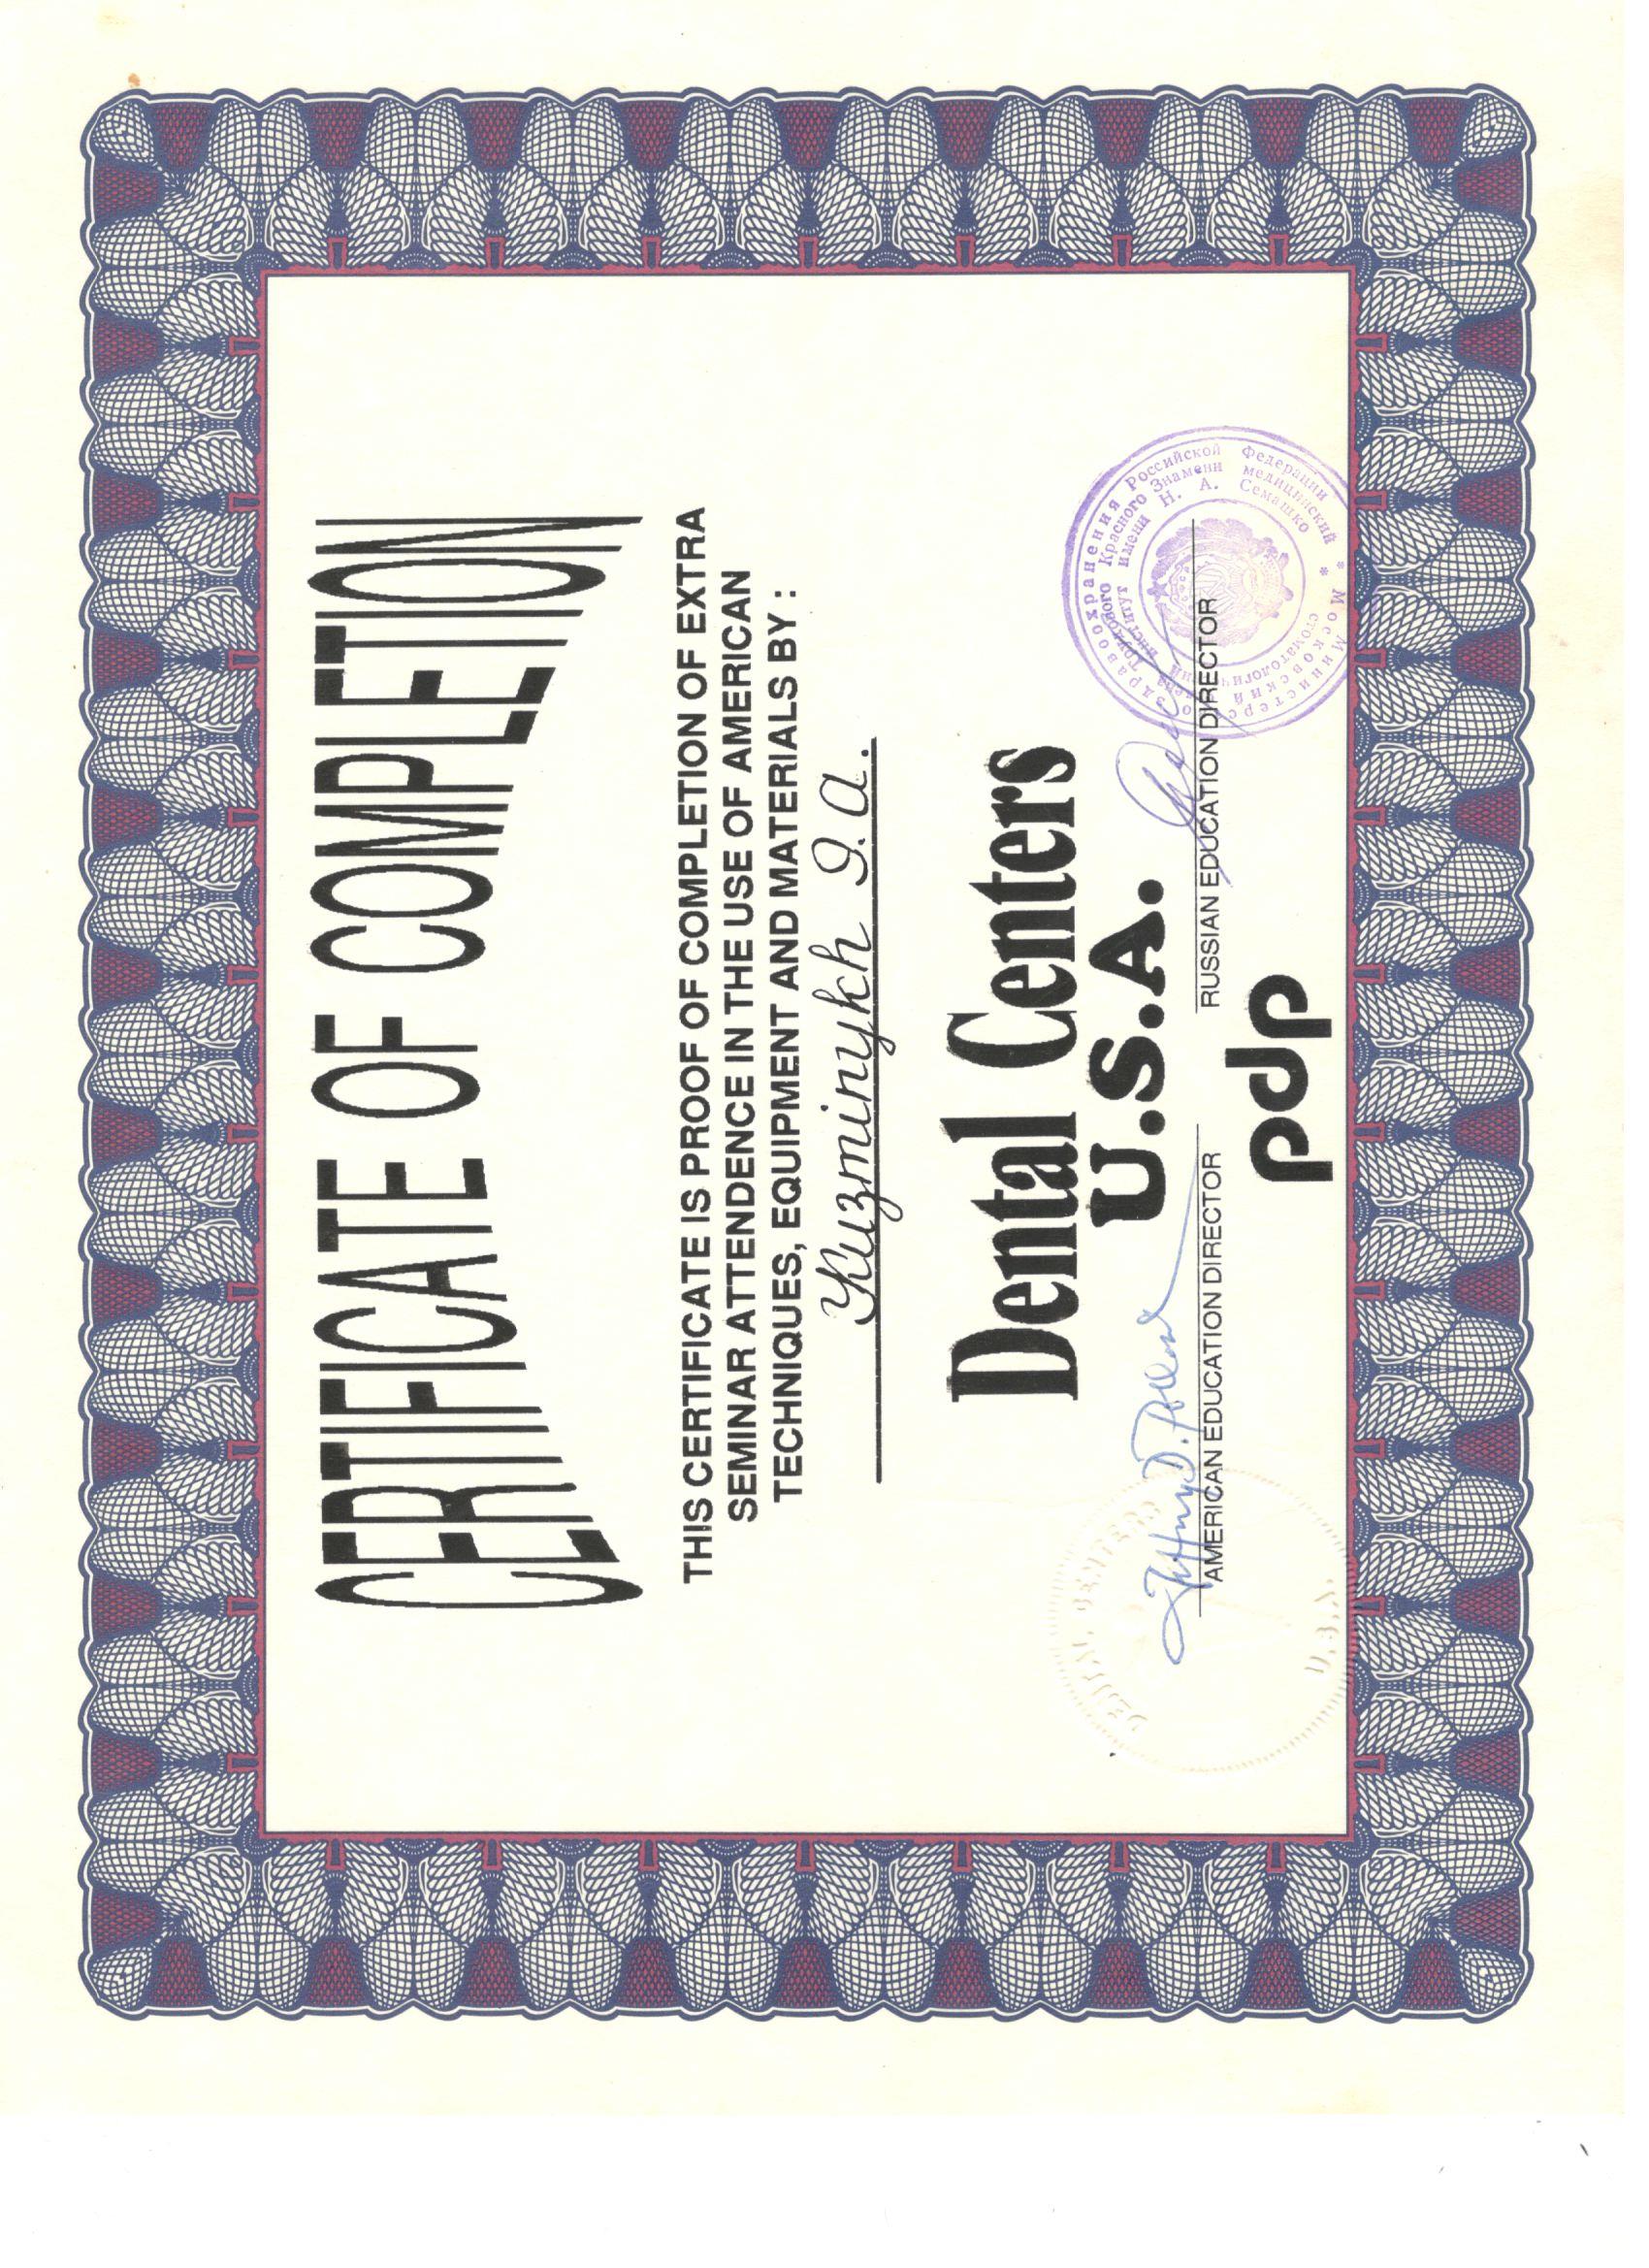 CERTIFICATE OF COMPLETION
THIS CERTIFICATE IS PROOF OF COMPLETION OF EXTRA
SEMINAR ATTENDENCE IN THE USE OF AMERICAN
TECHNIQUES, EQUIPMENT AND MATERIALS BY :
Kuzminykh I.A.
Dental Centers
U.S.A.
AMERICAN EDUCATION DIRECTOR
RUSSIAN EDUCATION DIRECTOR
pdp
DENTAL CENTERS
U.S.A.
Министерство здравоохранения Российской Федерации
Московский Ордена Трудового Красного Знамени медицинский
стоматологический институт имени Н. А. Семашко